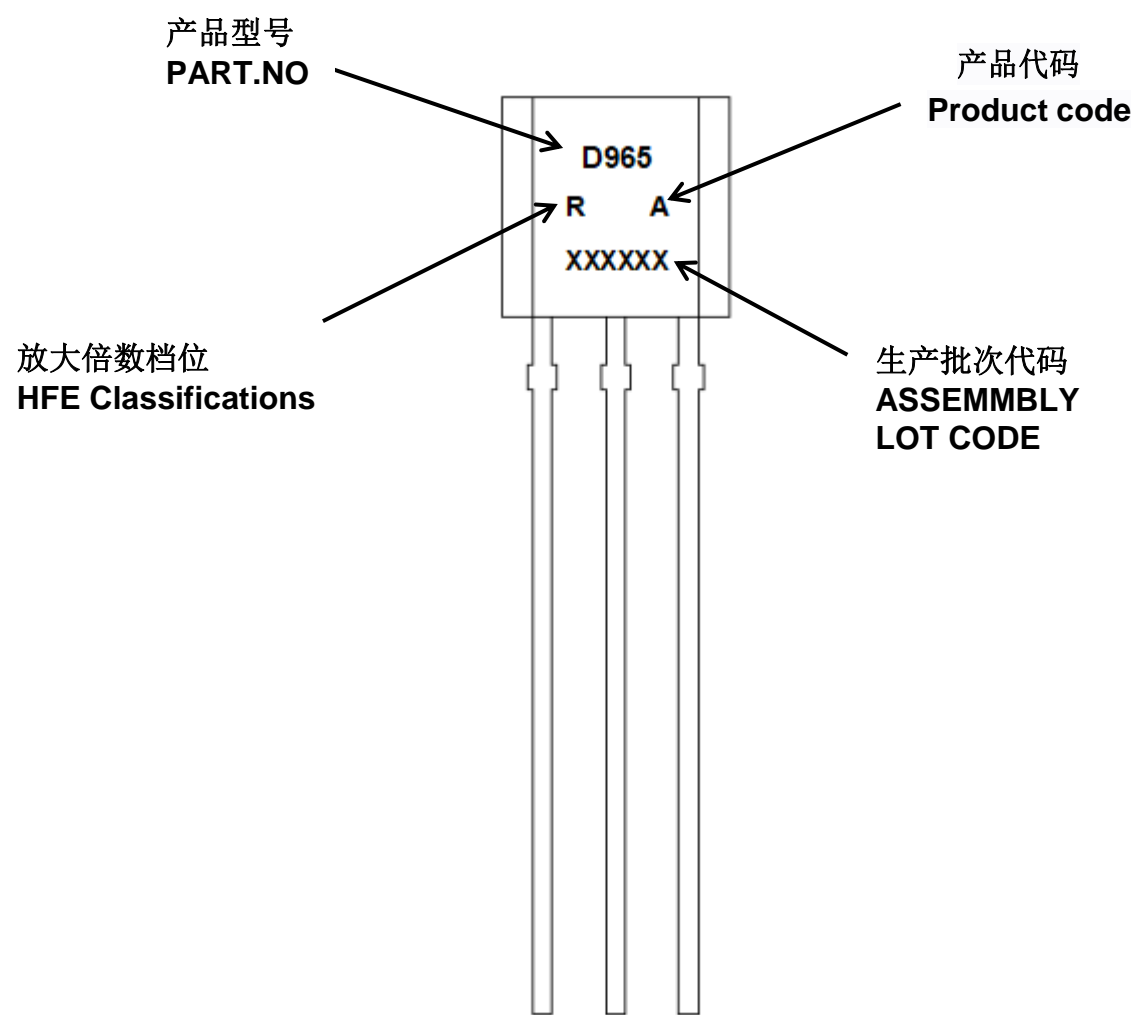 产品型号
PART.NO
产品代码
Product code
D965
R A
XXXXXX
放大倍数档位
HFE Classifications
生产批次代码
ASSEMMBLY
LOT CODE